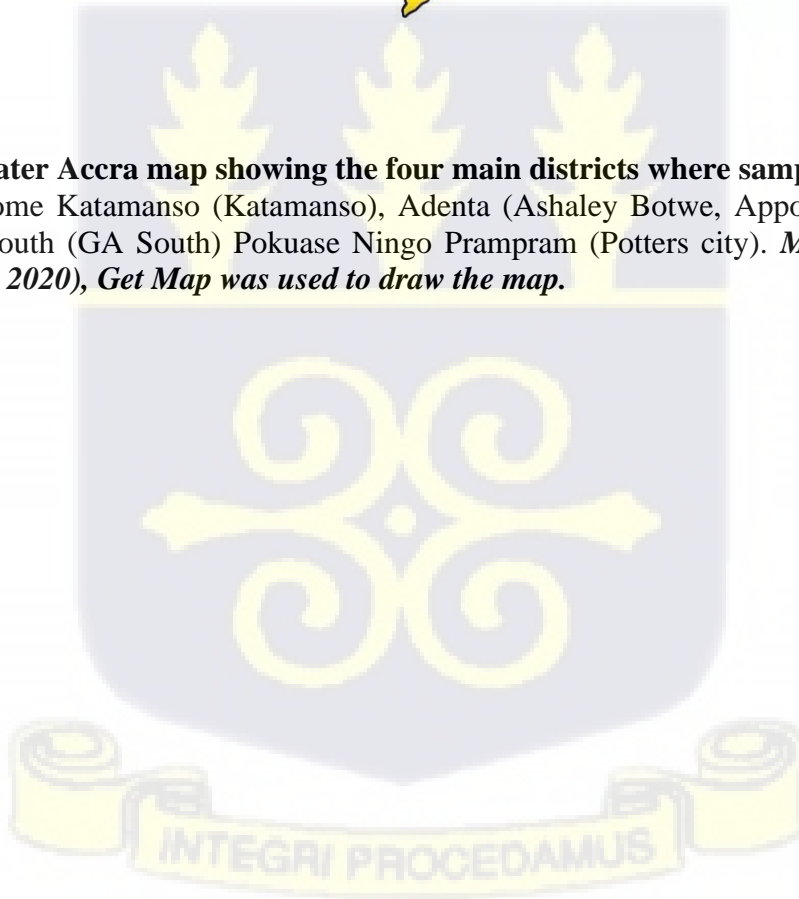 ater Accra map showing the four main districts where samp
ome Katamanso (Katamanso), Adenta (Ashaley Botwe, Appo
outh (GA South) Pokuase Ningo Prampram (Potters city). M
2020), Get Map was used to draw the map.
INTEGRI PROCEDAMUS